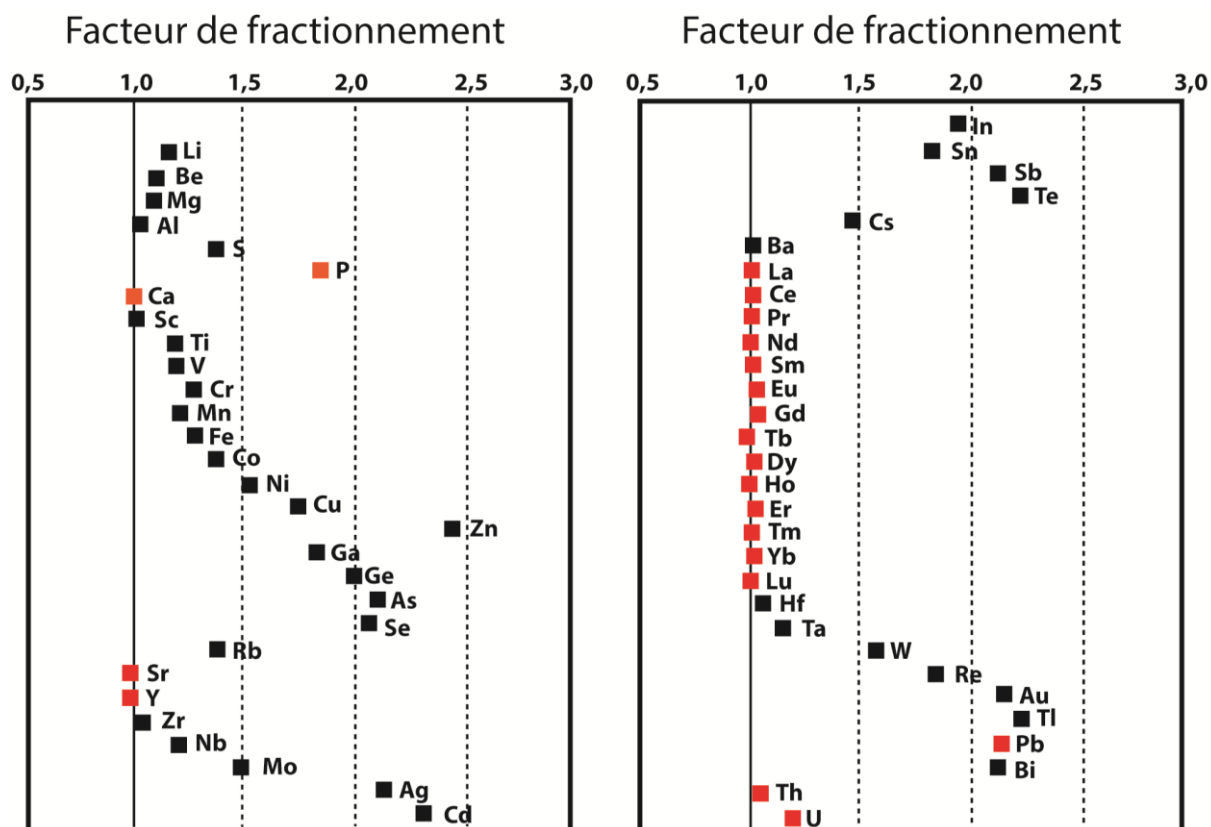 Facteur de fractionnement
0,5 1,0 1,5 2,0 2,5 3,0
Li
Be
Mg
Al
S
P
Ca
Sc
Ti
V
Cr
Mn
Fe
Co
Ni
Cu
Zn
Ga
Ge
As
Se
Rb
Sr
Y
Zr
Nb
Mo
Ag
Cd
Facteur de fractionnement
0,5 1,0 1,5 2,0 2,5 3,0
In
Sn
Sb
Te
Cs
Ba
La
Ce
Pr
Nd
Sm
Eu
Gd
Tb
Dy
Ho
Er
Tm
Yb
Lu
Hf
Ta
W
Re
Au
Tl
Pb
Bi
Th
U